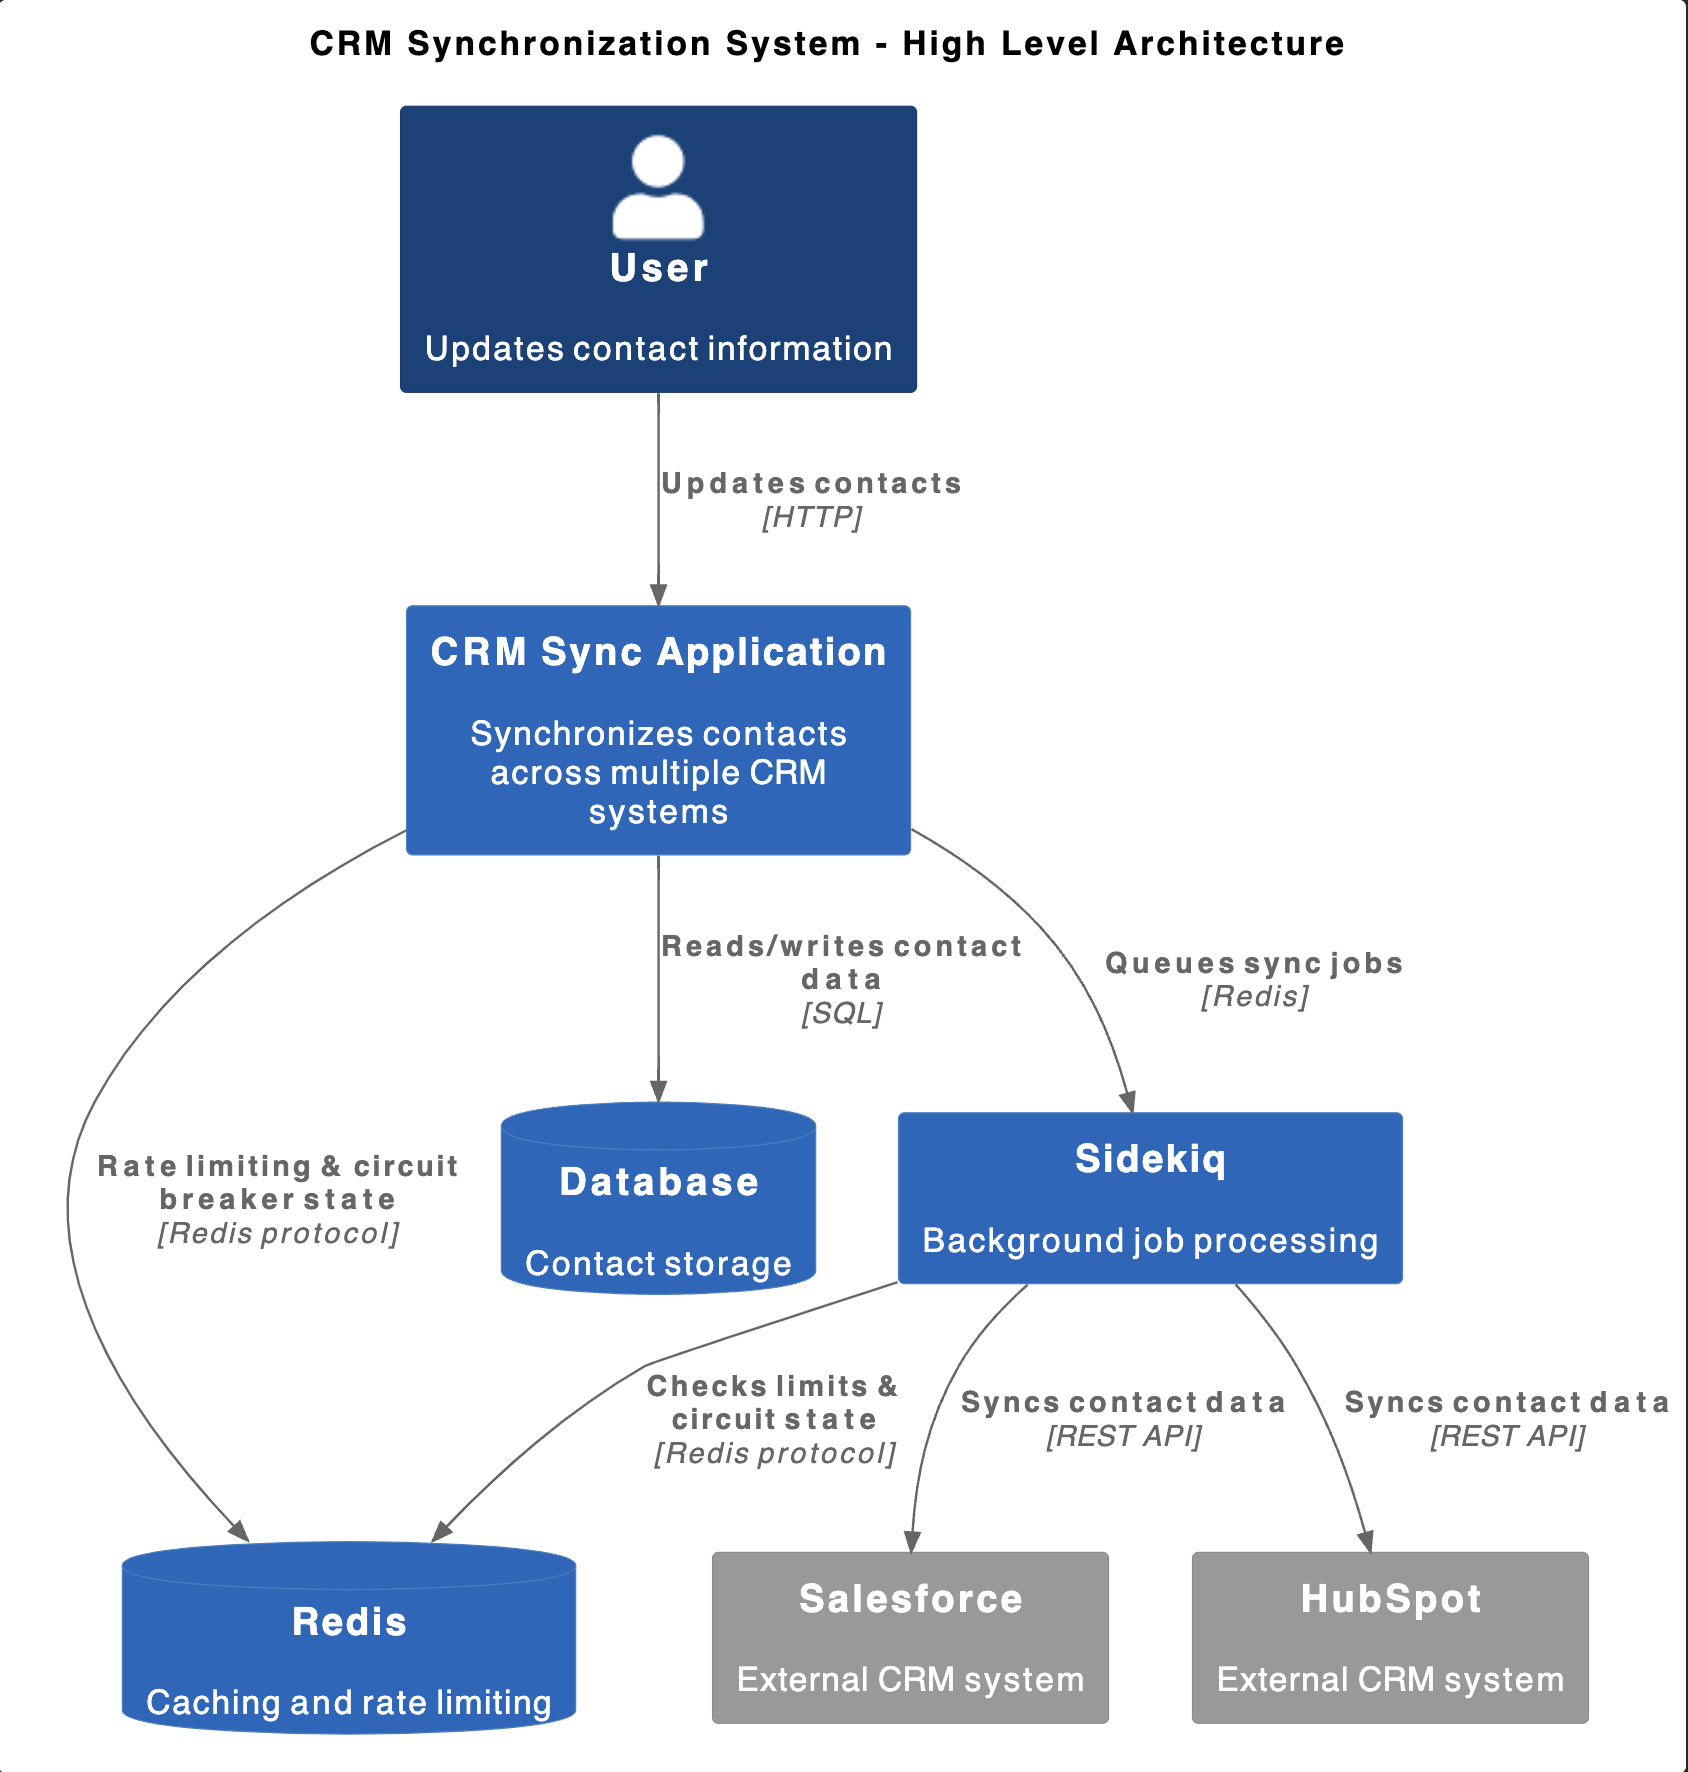 CRM Synchronization System - High Level Architecture
User
Updates contact information
Updates contacts
[HTTP]
CRM Sync Application
Synchronizes contacts
across multiple CRM
systems
Reads/writes contact
data
[SQL]
Queues sync jobs
[Redis]
Rate limiting & circuit
breaker state
[Redis protocol]
Database
Contact storage
Sidekiq
Background job processing
Checks limits &
circuit state
[Redis protocol]
Syncs contact data
[REST API]
Syncs contact data
[REST API]
Redis
Caching and rate limiting
Salesforce
External CRM system
HubSpot
External CRM system